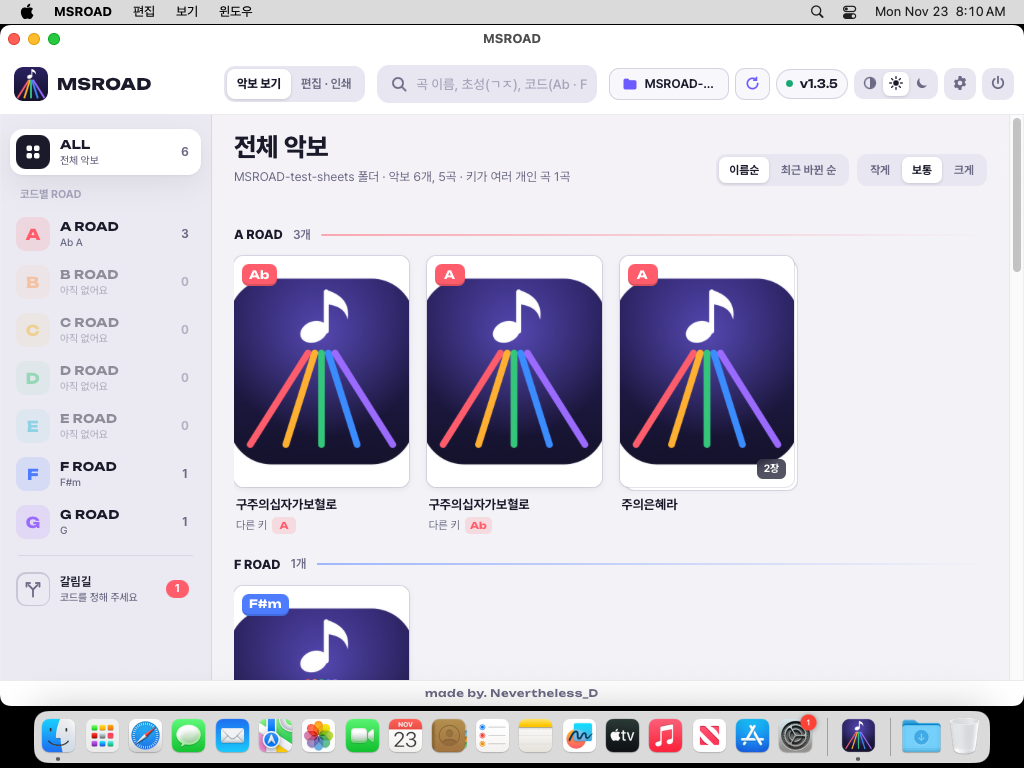 MSROAD 편집 보기 윈도우 Mon Nov 23 8:10 AM
MSROAD
MSROAD 악보 보기 편집 · 인쇄 곡 이름, 초성(ㄱㅈ), 코드(Ab · F MSROAD-... v1.3.5
ALL
전체 악보
6
코드별 ROAD
A A ROAD
Ab A
3
B B ROAD
아직 없어요
0
C C ROAD
아직 없어요
0
D D ROAD
아직 없어요
0
E E ROAD
아직 없어요
0
F F ROAD
F#m
1
G G ROAD
G
1
갈림길
코드를 정해 주세요
1
전체 악보
MSROAD-test-sheets 폴더 · 악보 6개, 5곡 · 키가 여러 개인 곡 1곡
이름순 최근 바뀐 순 작게 보통 크게
A ROAD 3개
Ab
구주의십자가보혈로
다른 키 A
A
구주의십자가보혈로
다른 키 Ab
A
2장
주의은혜라
F ROAD 1개
F#m
made by. Nevertheless_D
NOV
23
tv
1